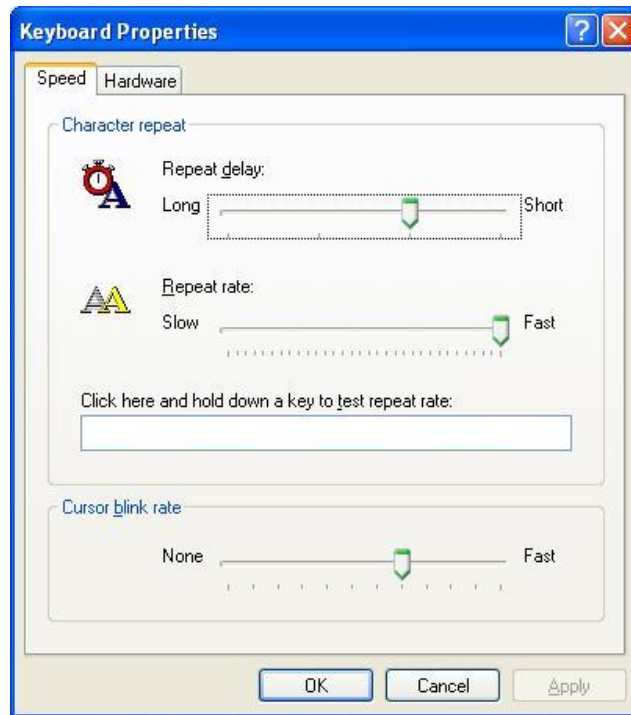 Keyboard Properties
Speed Hardware
Character repeat
Repeat delay:
Long Short
Repeat rate:
Slow Fast
Click here and hold down a key to test repeat rate:
Cursor blink rate
None Fast
OK Cancel Apply